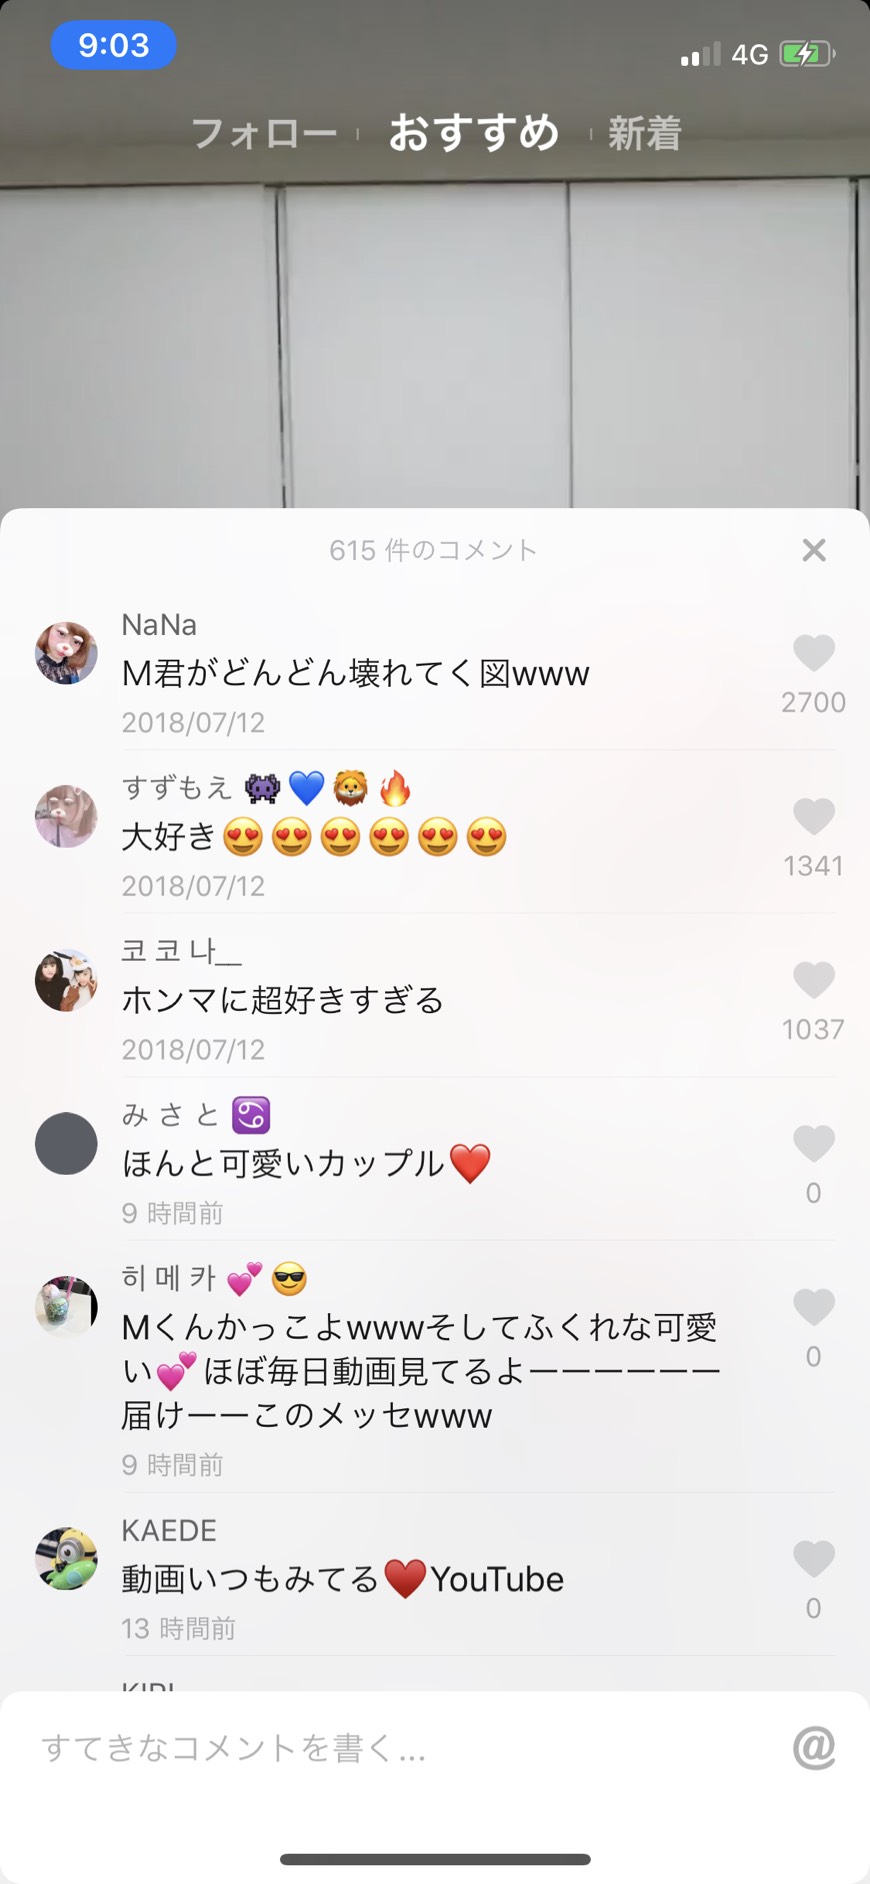 9:03
4G
フォロー おすすめ 新着
615 件のコメント
NaNa
M君がどんどん壊れてく図www
2700
2018/07/12
すずもえ 👾💙🦁🔥
大好き😍😍😍😍😍😍
1341
2018/07/12
코 코 나__
ホンマに超好きすぎる
1037
2018/07/12
み さ と ♋
ほんと可愛いカップル❤️
0
9 時間前
히 메 카 💕😎
Mくんかっこよwwwそしてふくれな可愛
い💕ほぼ毎日動画見てるよーーーーーー
届けーーこのメッセwww
0
9 時間前
KAEDE
動画いつもみてる♥️YouTube
0
13 時間前
すてきなコメントを書く...
@